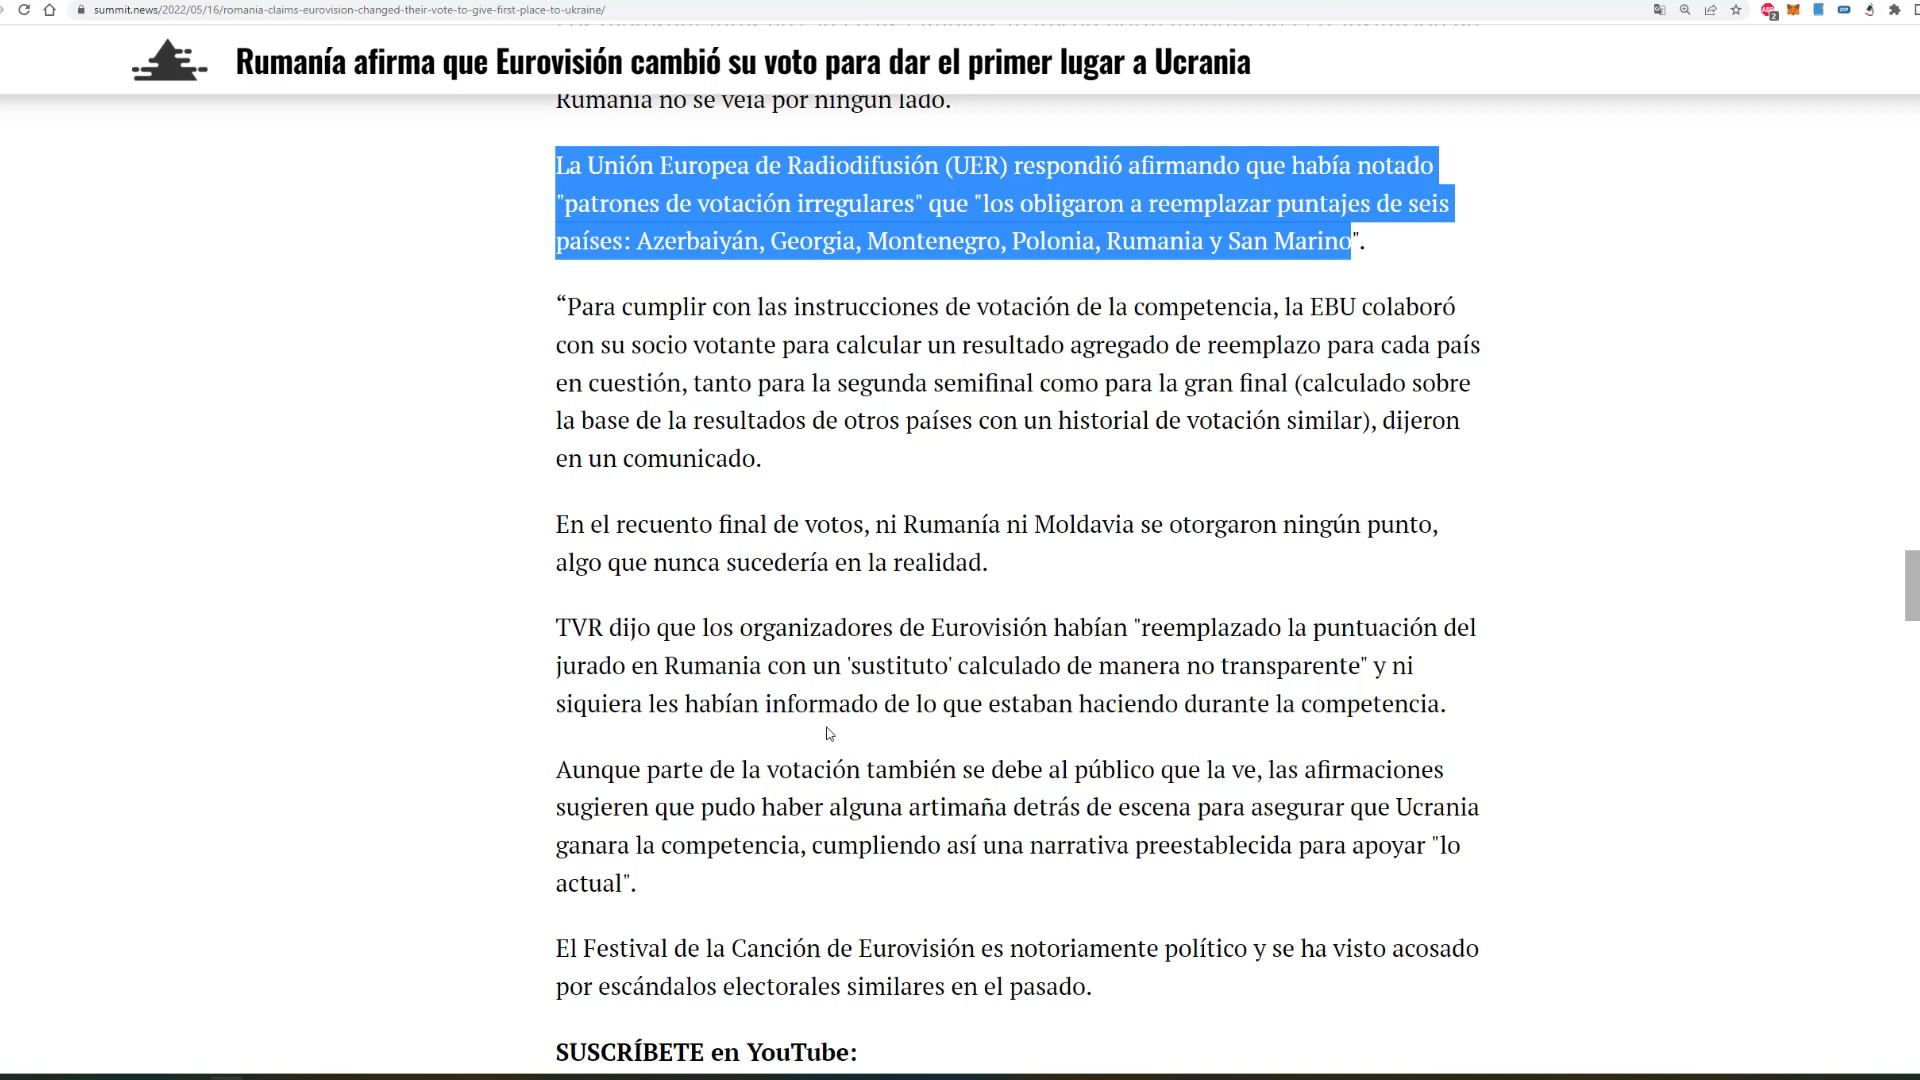 summit.news/2022/05/16/romania-claims-eurovision-changed-their-vote-to-give-first-place-to-ukraine/
2
Rumanía afirma que Eurovisión cambió su voto para dar el primer lugar a Ucrania
Rumania no se veía por ningún lado.
La Unión Europea de Radiodifusión (UER) respondió afirmando que había notado
"patrones de votación irregulares" que "los obligaron a reemplazar puntajes de seis
países: Azerbaiyán, Georgia, Montenegro, Polonia, Rumania y San Marino".
“Para cumplir con las instrucciones de votación de la competencia, la EBU colaboró
con su socio votante para calcular un resultado agregado de reemplazo para cada país
en cuestión, tanto para la segunda semifinal como para la gran final (calculado sobre
la base de la resultados de otros países con un historial de votación similar), dijeron
en un comunicado.
En el recuento final de votos, ni Rumanía ni Moldavia se otorgaron ningún punto,
algo que nunca sucedería en la realidad.
TVR dijo que los organizadores de Eurovisión habían "reemplazado la puntuación del
jurado en Rumania con un 'sustituto' calculado de manera no transparente" y ni
siquiera les habían informado de lo que estaban haciendo durante la competencia.
Aunque parte de la votación también se debe al público que la ve, las afirmaciones
sugieren que pudo haber alguna artimaña detrás de escena para asegurar que Ucrania
ganara la competencia, cumpliendo así una narrativa preestablecida para apoyar "lo
actual".
El Festival de la Canción de Eurovisión es notoriamente político y se ha visto acosado
por escándalos electorales similares en el pasado.
SUSCRÍBETE en YouTube: